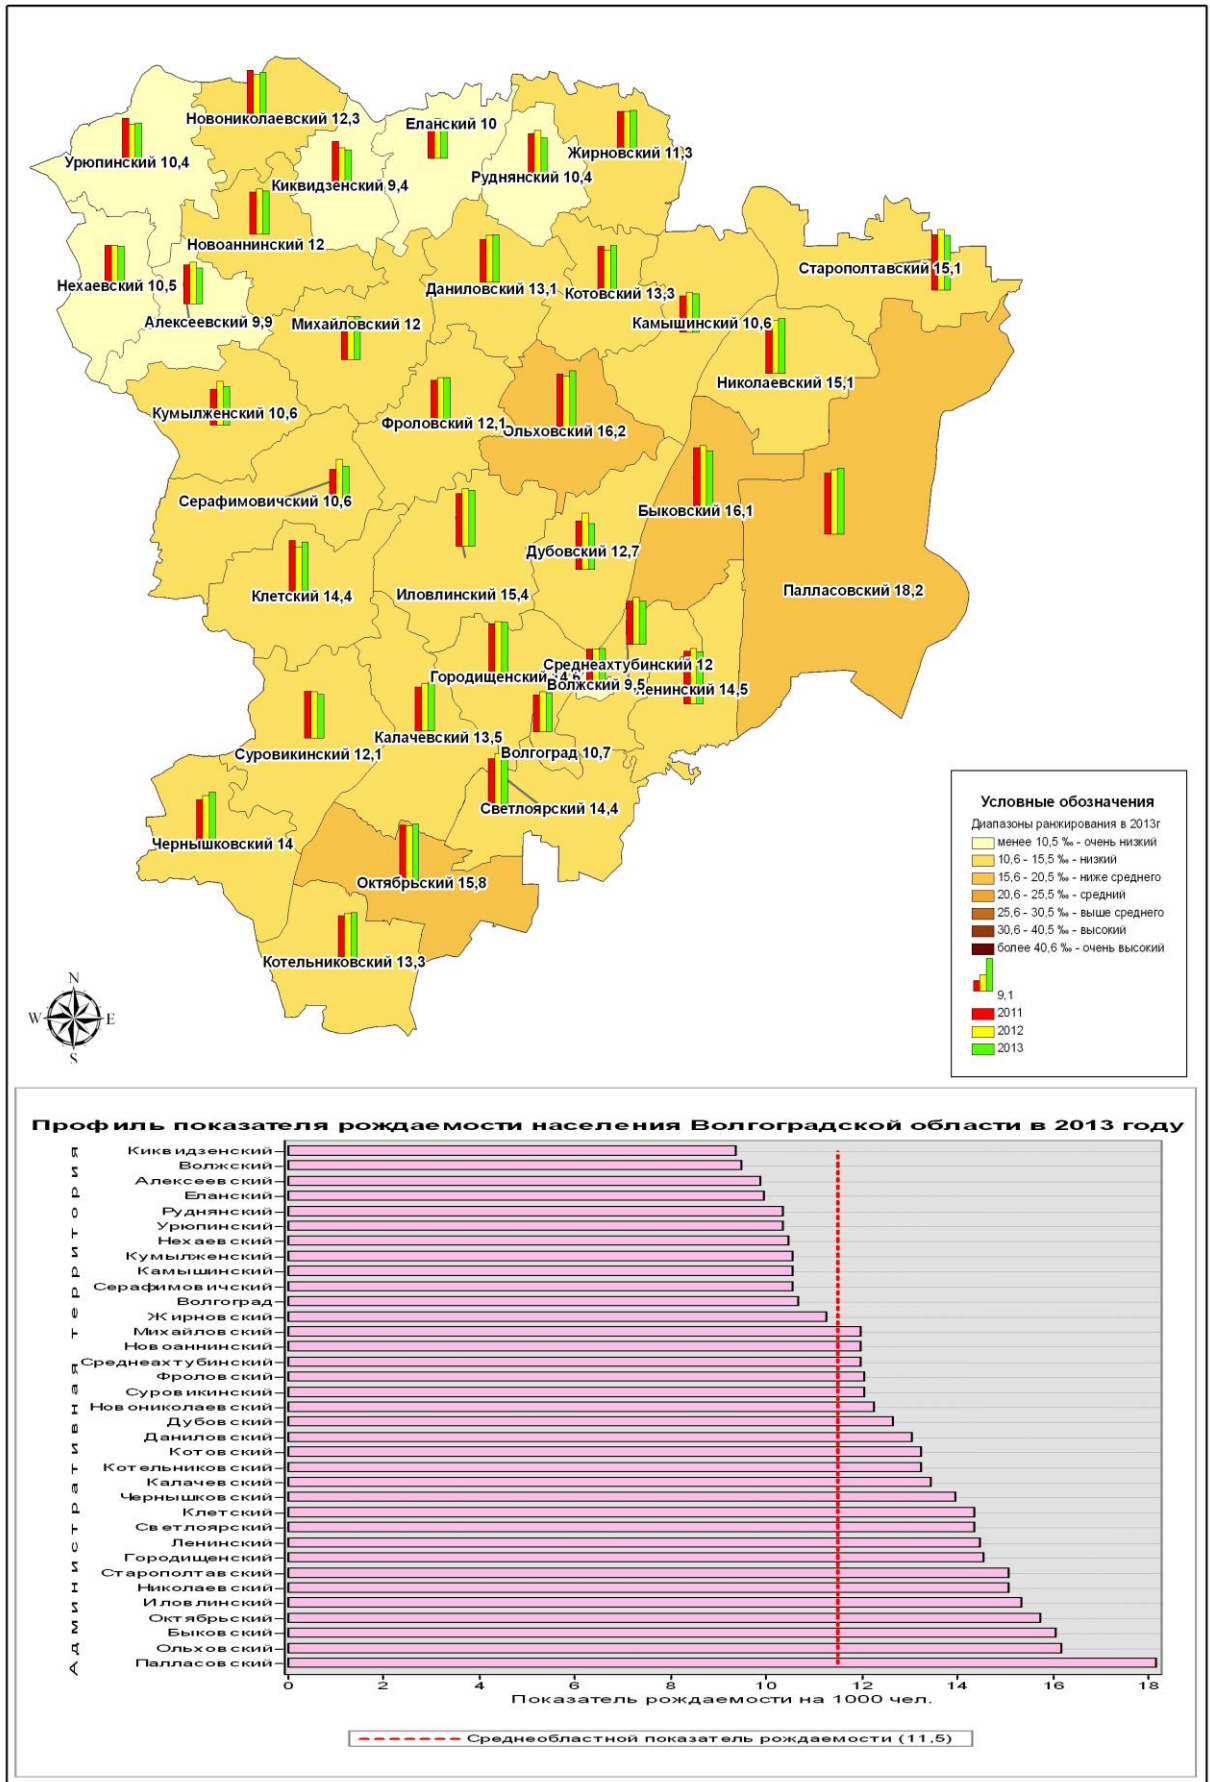 Новониколаевский 12,3
Еланский 10
Урюпинский 10,4
Жирновский 11,3
Киквидзенский 9,4
Руднянский 10,4
Новоаннинский 12
Старополтавский 15,1
Нехаевский 10,5
Даниловский 13,1
Котовский 13,3
Алексеевский 9,9
Михайловский 12
Камышинский 10,6
Николаевский 15,1
Кумылженский 10,6
Фроловский 12,1
Ольховский 16,2
Серафимовичский 10,6
Быковский 16,1
Дубовский 12,7
Клетский 14,4
Иловлинский 15,4
Палласовский 18,2
Среднеахтубинский 12
Городищенский
Волжский 9,5
Ленинский 14,5
Калачевский 13,5
Суровикинский 12,1
Волгоград 10,7
Светлоярский 14,4
Чернышковский 14
Октябрьский 15,8
Котельниковский 13,3
N
W
E
S
Условные обозначения
Диапазоны ранжирования в 2013г
менее 10,5 ‰ - очень низкий
10,6 - 15,5 ‰ - низкий
15,6 - 20,5 ‰ - ниже среднего
20,6 - 25,5 ‰ - средний
25,6 - 30,5 ‰ - выше среднего
30,6 - 40,5 ‰ - высокий
более 40,6 ‰ - очень высокий
9,1
2011
2012
2013
Профиль показателя рождаемости населения Волгоградской области в 2013 году
Административная территория
Киквидзенский
Волжский
Алексеевский
Еланский
Руднянский
Урюпинский
Нехаевский
Кумылженский
Камышинский
Серафимовичский
Волгоград
Жирновский
Михайловский
Новоаннинский
Среднеахтубинский
Фроловский
Суровикинский
Новониколаевский
Дубовский
Даниловский
Котовский
Котельниковский
Калачевский
Чернышковский
Клетский
Светлоярский
Ленинский
Городищенский
Старополтавский
Николаевский
Иловлинский
Октябрьский
Быковский
Ольховский
Палласовский
0 2 4 6 8 10 12 14 16 18
Показатель рождаемости на 1000 чел.
Среднеобластной показатель рождаемости (11,5)